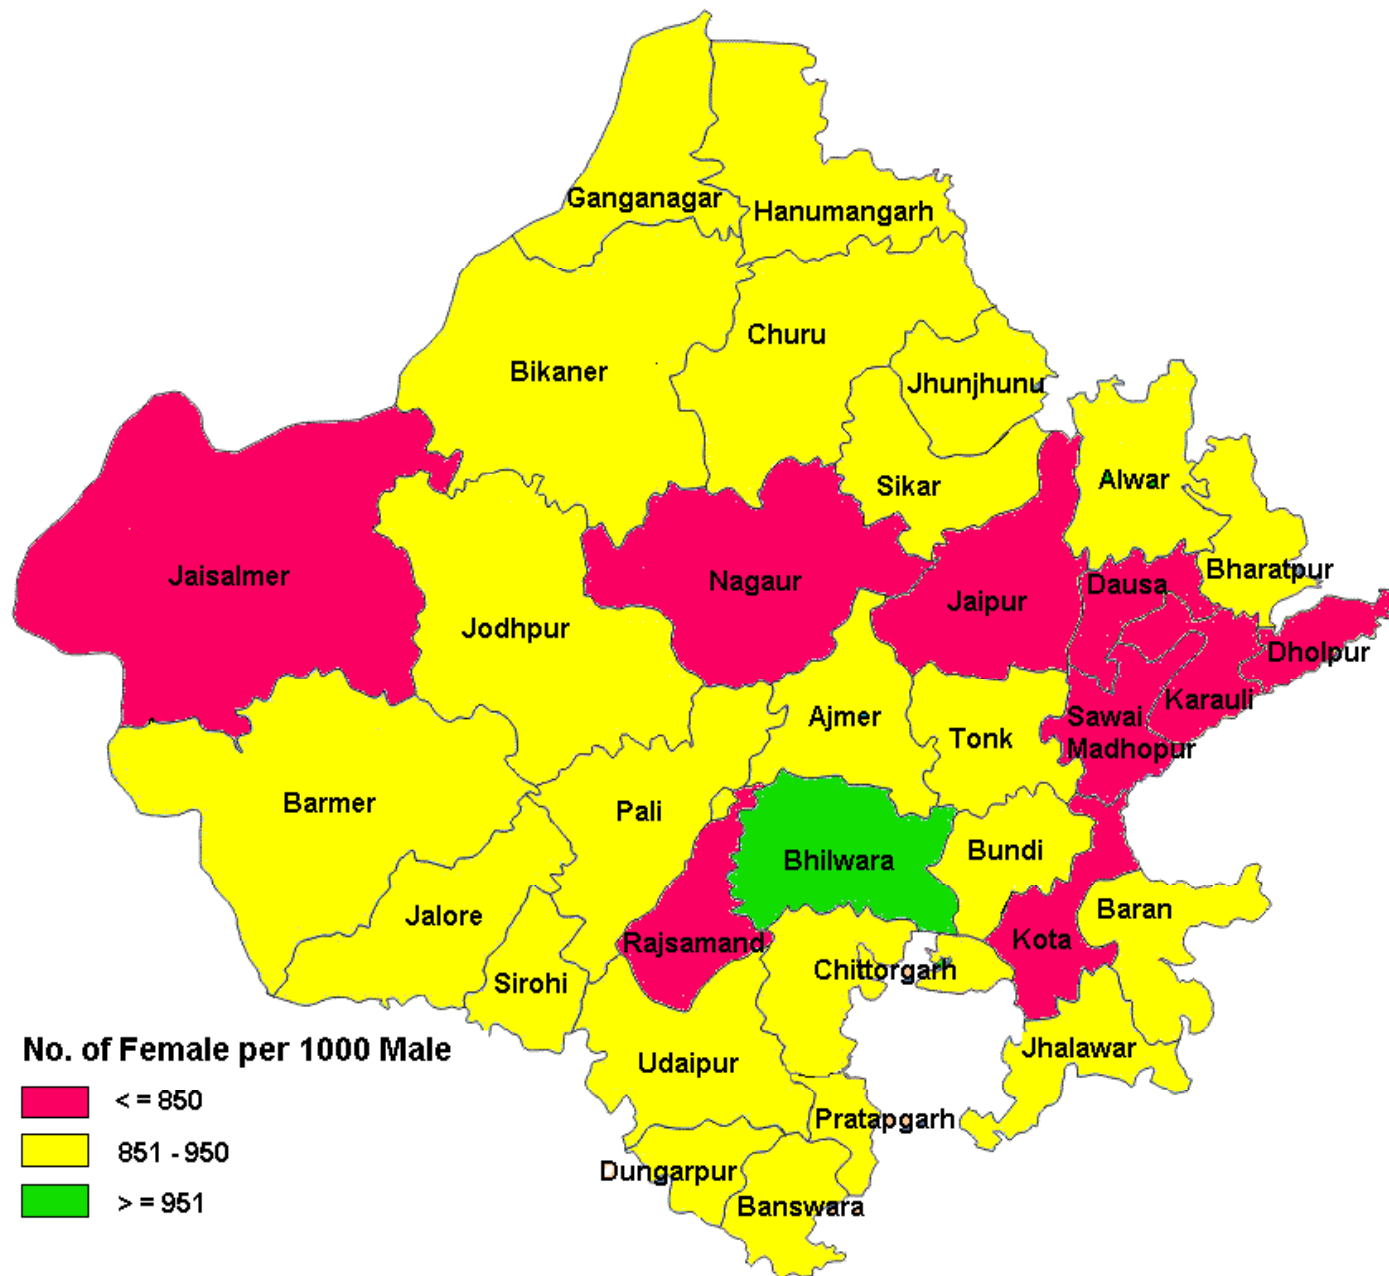 Ganganagar
Hanumangarh
Churu
Bikaner
Jhunjhunu
Sikar
Alwar
Jaisalmer
Nagaur
Jaipur
Dausa
Bharatpur
Jodhpur
Dholpur
Karauli
Ajmer
Tonk
Sawai
Madhopur
Barmer
Pali
Bhilwara
Bundi
Jalore
Baran
Rajsamand
Kota
Chittorgarh
Sirohi
No. of Female per 1000 Male
Udaipur
Jhalawar
< = 850
Pratapgarh
851 - 950
Dungarpur
> = 951
Banswara